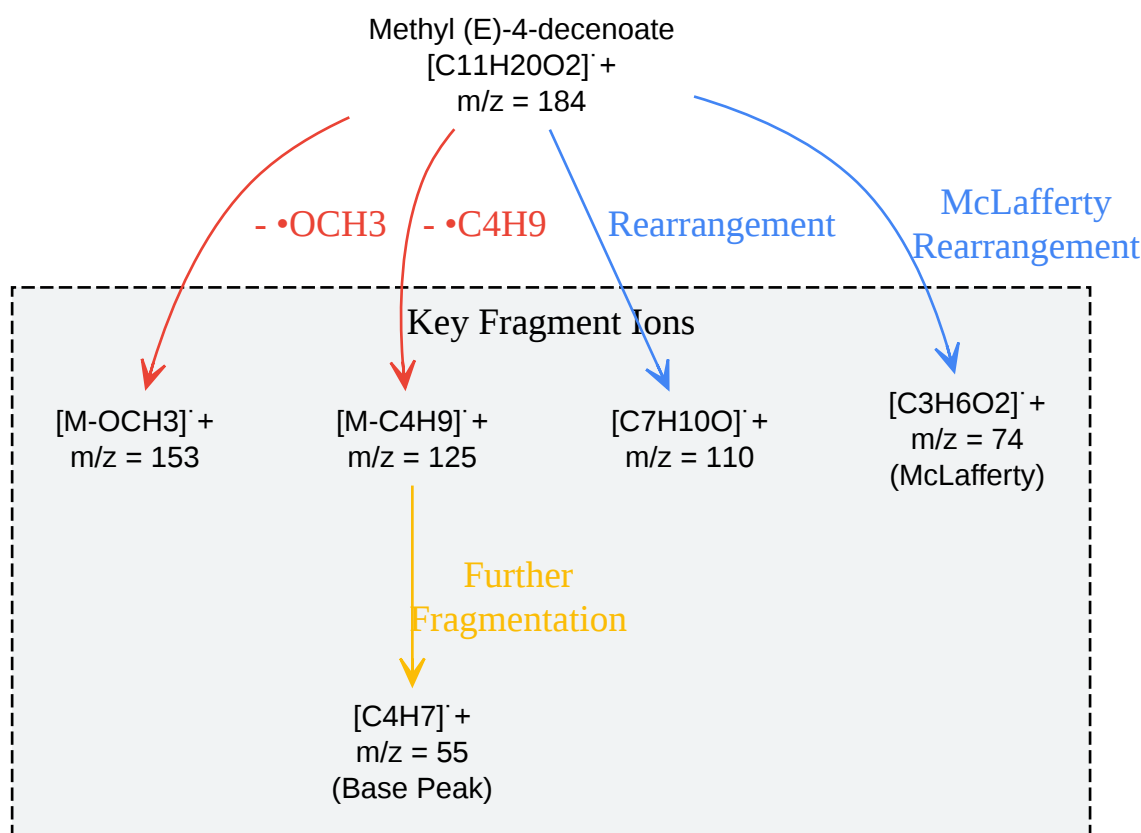 Methyl (E)-4-decenoate
[C11H20O2]˙+
m/z = 184
- •OCH3
- •C4H9
Rearrangement
McLafferty
Rearrangement
Key Fragment Ions
[M-OCH3]˙+
m/z = 153
[M-C4H9]˙+
m/z = 125
[C7H10O]˙+
m/z = 110
[C3H6O2]˙+
m/z = 74
(McLafferty)
Further
Fragmentation
[C4H7]˙+
m/z = 55
(Base Peak)